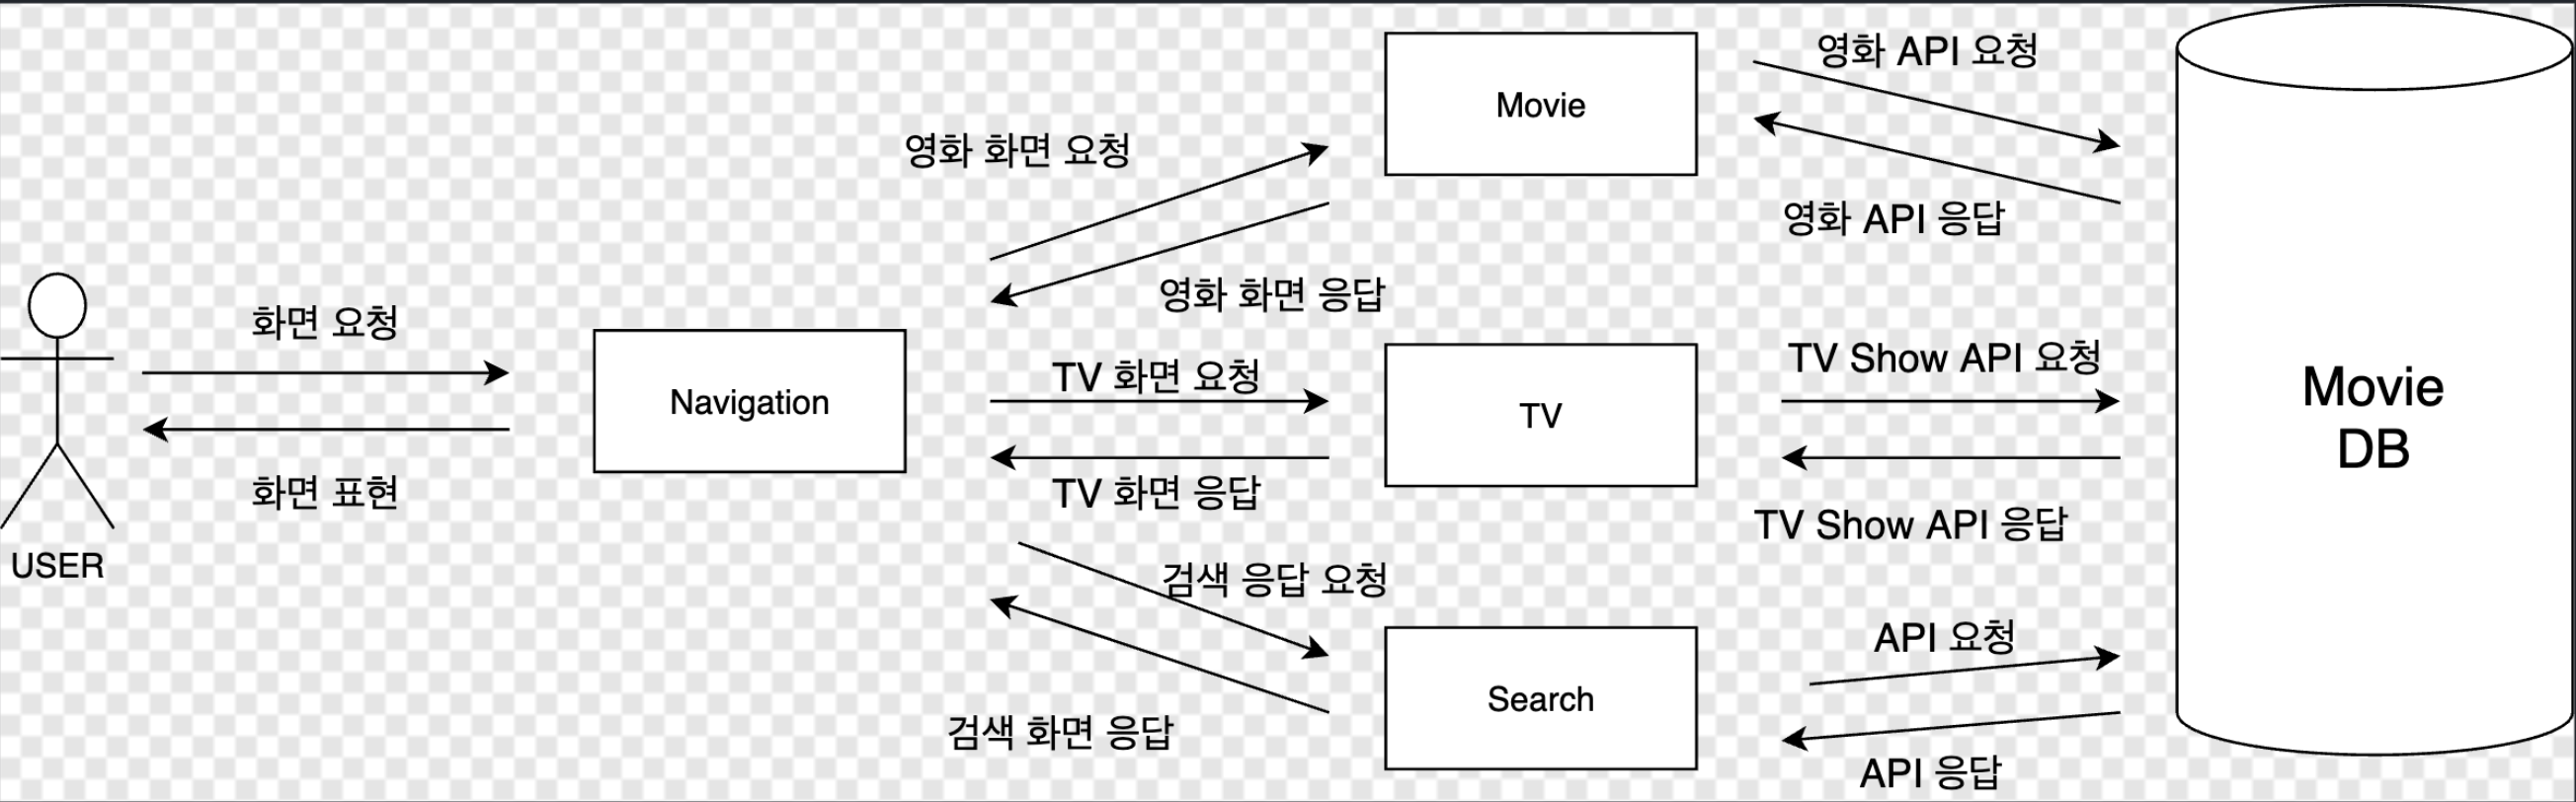 영화 API 요청
Movie
영화 화면 요청
영화 API 응답
영화 화면 응답
화면 요청
TV 화면 요청
TV Show API 요청
Navigation
TV
Movie
DB
화면 표현
TV 화면 응답
TV Show API 응답
USER
검색 응답 요청
API 요청
Search
검색 화면 응답
API 응답